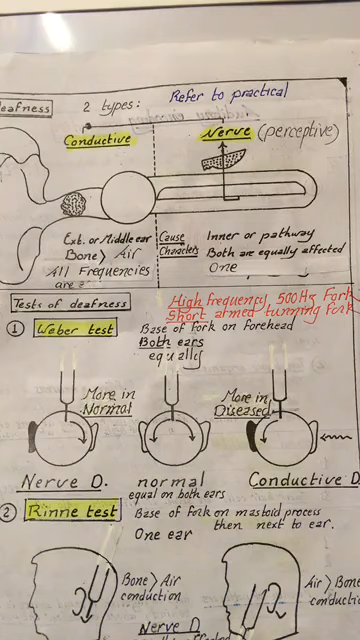 deafness
2 types:
Refer to practical
Conductive
Nerve (perceptive)
Ext. or Middle ear
Cause
Inner or pathway
Bone > Air
Characters
Both are equally affected
All Frequencies
One
are
Tests of deafness
High frequency, 500Hz Fork
Short armed tunning fork
① Weber test
Base of fork on forehead
Both ears
equally
More in
Normal
More in
Diseased
Nerve D.
normal
Conductive D.
equal on both ears
② Rinne test
Base of fork on mastoid process
then next to ear.
One ear
Bone > Air
conduction
Air > Bone
conductio
Nerve D